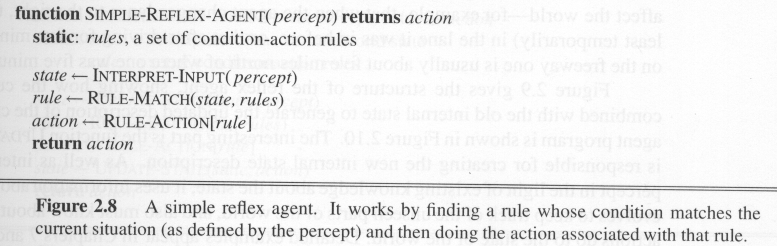 function SIMPLE-REFLEX-AGENT( percept) returns action
static: rules, a set of condition-action rules
state ← INTERPRET-INPUT( percept)
rule ← RULE-MATCH(state, rules)
action ← RULE-ACTION[rule]
return action
Figure 2.8 A simple reflex agent. It works by finding a rule whose condition matches the
current situation (as defined by the percept) and then doing the action associated with that rule.